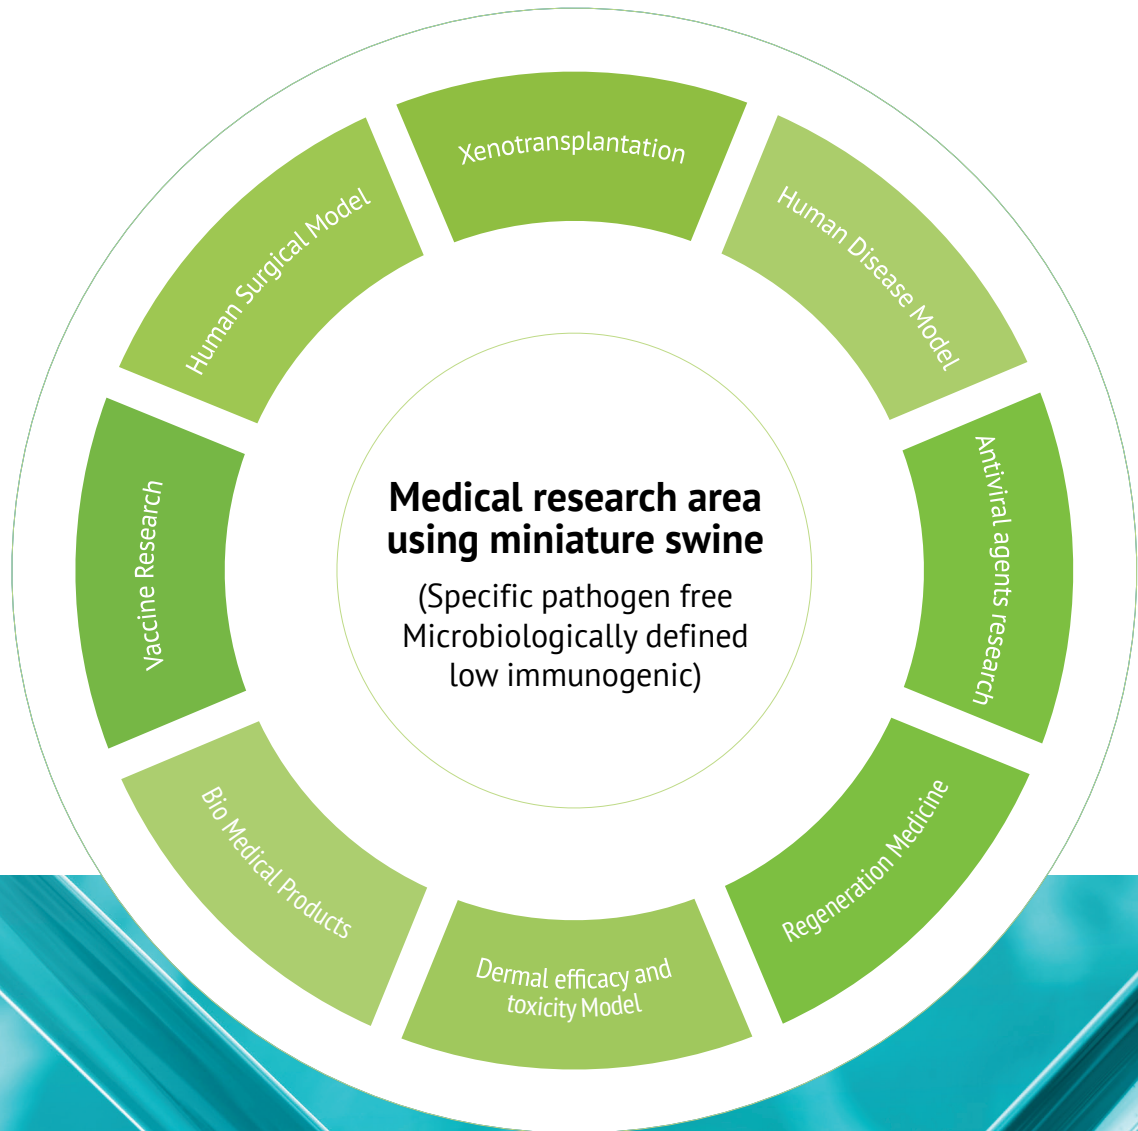 Xenotransplantation
Human Disease Model
Antiviral agents research
Regeneration Medicine
Dermal efficacy and
toxicity Model
Bio Medical Products
Vaccine Research
Human Surgical Model
Medical research area
using miniature swine
(Specific pathogen free
Microbiologically defined
low immunogenic)